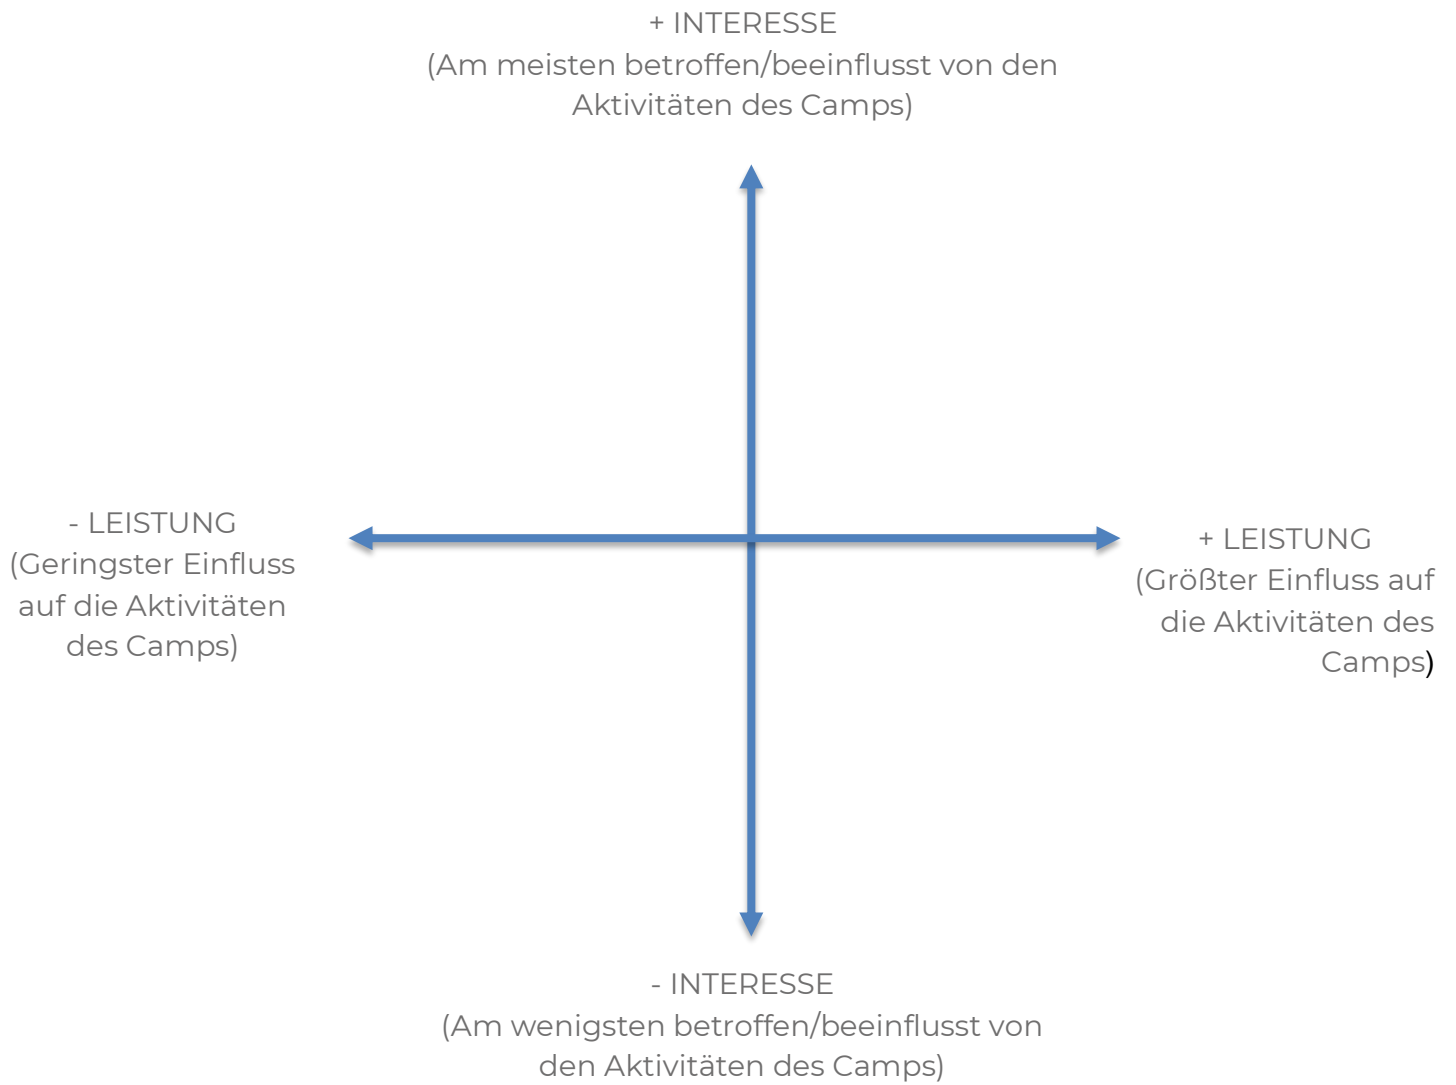 + INTERESSE
(Am meisten betroffen/beeinflusst von den
Aktivitäten des Camps)
- LEISTUNG
(Geringster Einfluss
auf die Aktivitäten
des Camps)
+ LEISTUNG
(Größter Einfluss auf
die Aktivitäten des
Camps)
- INTERESSE
(Am wenigsten betroffen/beeinflusst von
den Aktivitäten des Camps)